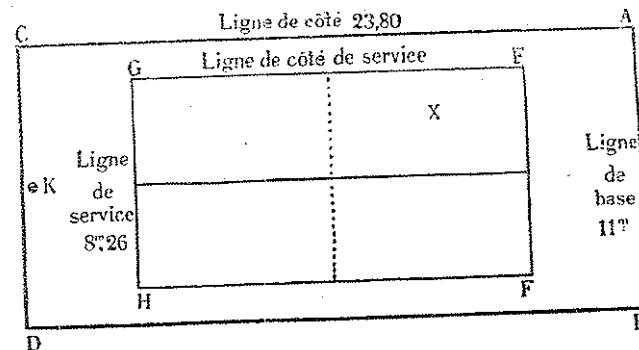 C
Ligne de côté 23,80
A
G
Ligne de côté de service
E
X
K
Ligne
de
service
8m,26
Ligne
de
base
11m
H
F
D